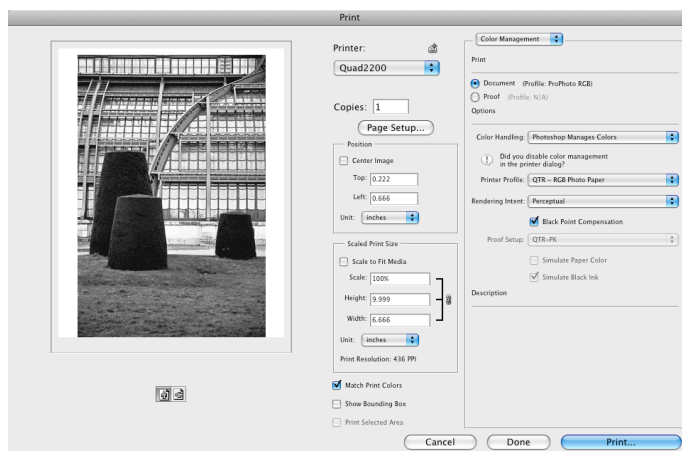 Print
Printer:
Quad2200
Copies: 1
Page Setup...
Position
Center Image
Top: 0.222
Left: 0.666
Unit: inches
Scaled Print Size
Scale to Fit Media
Scale: 100%
Height: 9.999
Width: 6.666
Unit: inches
Print Resolution: 436 PPI
Match Print Colors
Show Bounding Box
Print Selected Area
Color Management
Print
Document (Profile: ProPhoto RGB)
Proof (Profile: N/A)
Options
Color Handling: Photoshop Manages Colors
Did you disable color management
in the printer dialog?
Printer Profile: QTR - RGB Photo Paper
Rendering Intent: Perceptual
Black Point Compensation
Proof Setup: QTR-PK
Simulate Paper Color
Simulate Black Ink
Description
Cancel
Done
Print...